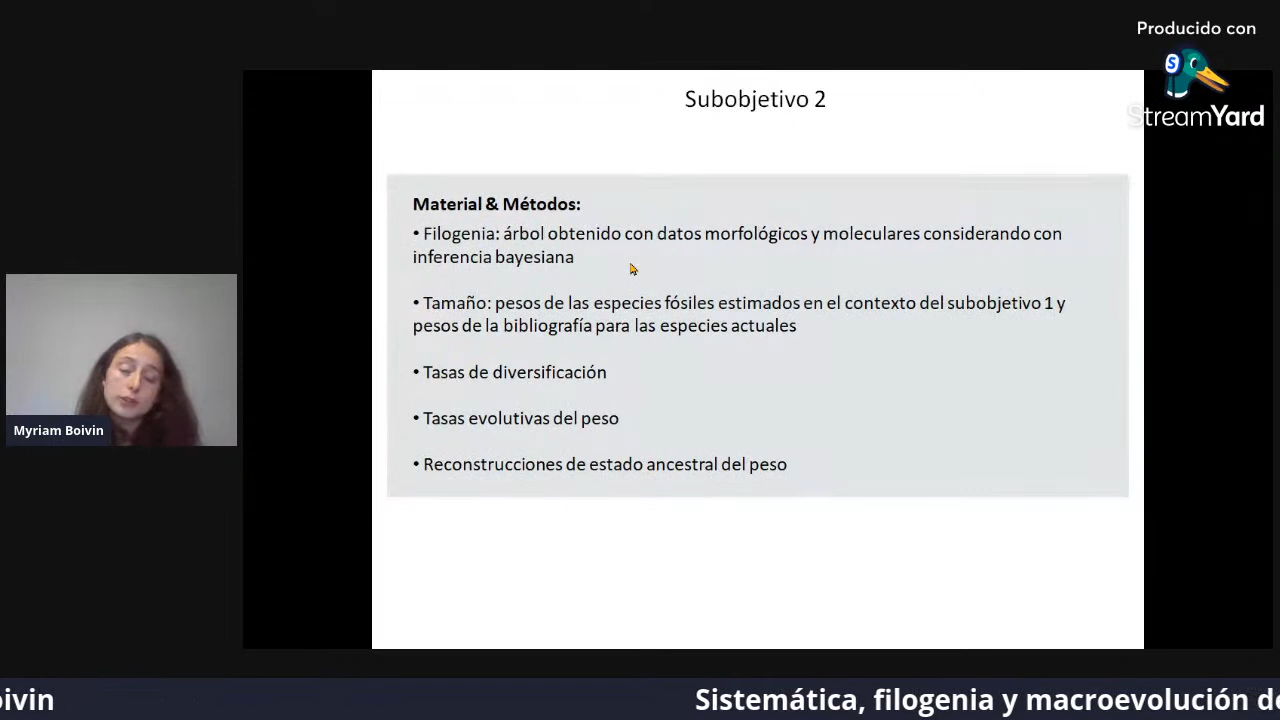 Producido con
StreamYard
Subobjetivo 2
Material & Métodos:
• Filogenia: árbol obtenido con datos morfológicos y moleculares considerando con
inferencia bayesiana
• Tamaño: pesos de las especies fósiles estimados en el contexto del subobjetivo 1 y
pesos de la bibliografía para las especies actuales
• Tasas de diversificación
• Tasas evolutivas del peso
• Reconstrucciones de estado ancestral del peso
Myriam Boivin
oivin
Sistemática, filogenia y macroevolución de